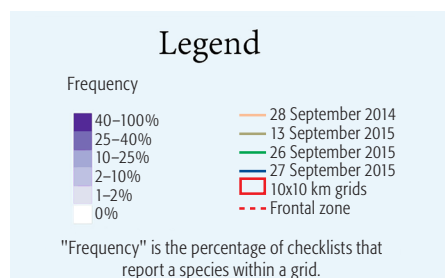 Legend
Frequency
40–100%
25–40%
10–25%
2–10%
1–2%
0%
28 September 2014
13 September 2015
26 September 2015
27 September 2015
10x10 km grids
Frontal zone
"Frequency" is the percentage of checklists that
report a species within a grid.